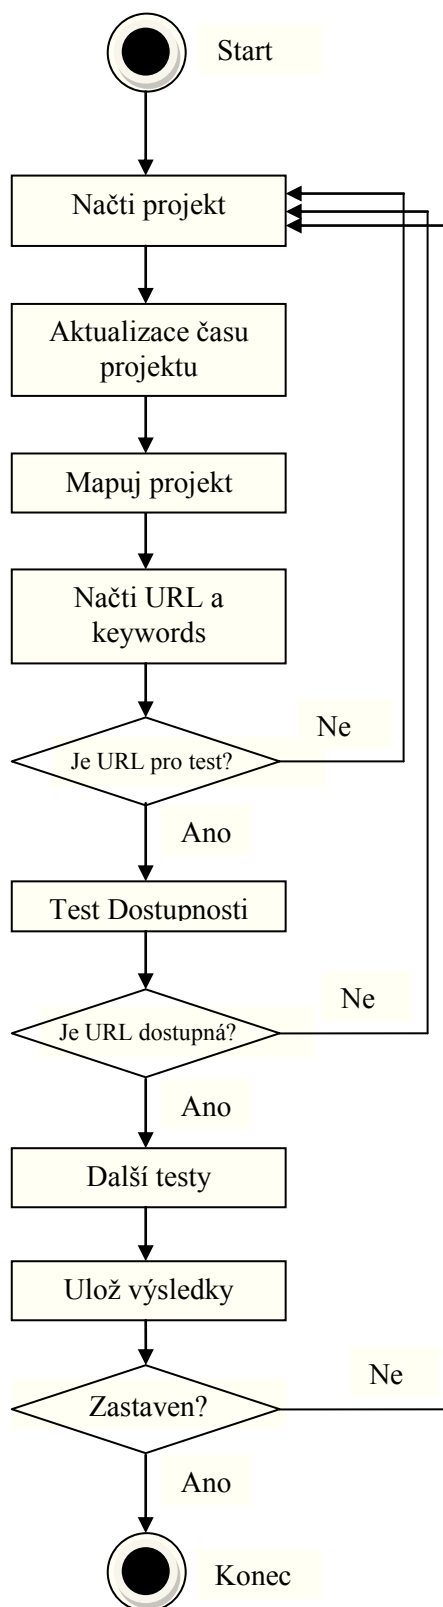 Start
Načti projekt
Aktualizace času
projektu
Mapuj projekt
Načti URL a
keywords
Ne
Je URL pro test?
Ano
Test Dostupnosti
Ne
Je URL dostupná?
Ano
Další testy
Ulož výsledky
Ne
Zastaven?
Ano
Konec